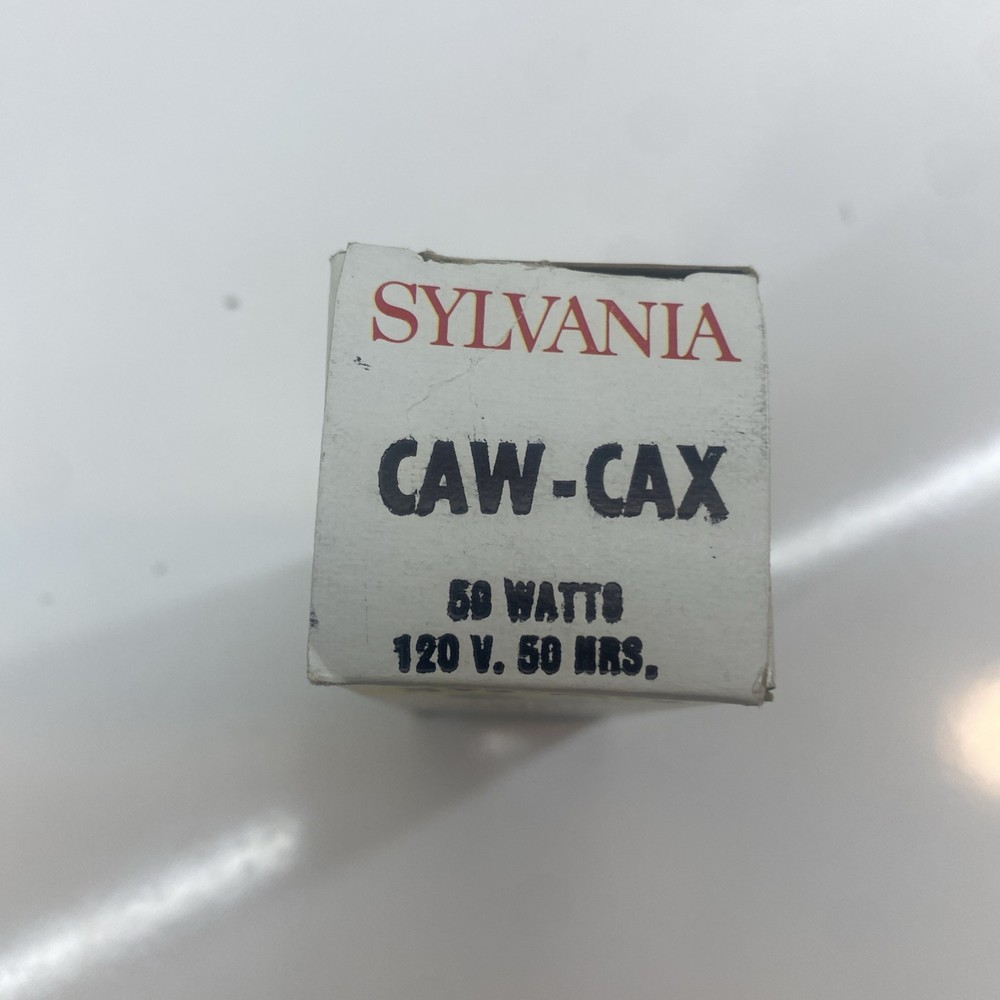 SYLVANIA
CAW-CAX
50 WATTS
120 V. 50 HRS.